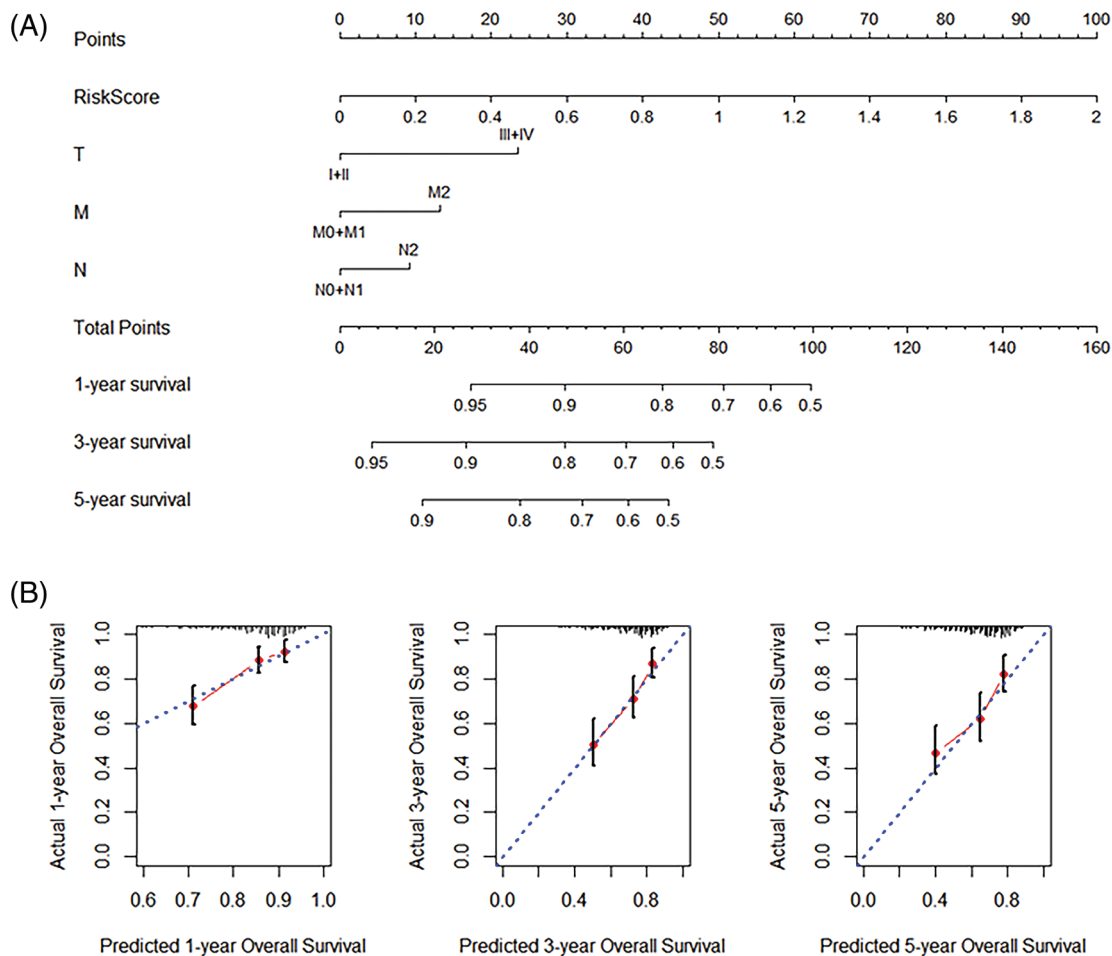 (A)
0 10 20 30 40 50 60 70 80 90 100
Points
RiskScore
0 0.2 0.4 0.6 0.8 1 1.2 1.4 1.6 1.8 2
III+IV
T
I+II
M2
M
M0+M1
N2
N
N0+N1
Total Points
0 20 40 60 80 100 120 140 160
1-year survival
0.95 0.9 0.8 0.7 0.6 0.5
3-year survival
0.95 0.9 0.8 0.7 0.6 0.5
5-year survival
0.9 0.8 0.7 0.6 0.5
(B)
Actual 1-year Overall Survival
0.0 0.2 0.4 0.6 0.8 1.0
0.6 0.7 0.8 0.9 1.0
Predicted 1-year Overall Survival
Actual 3-year Overall Survival
0.0 0.2 0.4 0.6 0.8 1.0
0.0 0.4 0.8
Predicted 3-year Overall Survival
Actual 5-year Overall Survival
0.0 0.2 0.4 0.6 0.8 1.0
0.0 0.4 0.8
Predicted 5-year Overall Survival